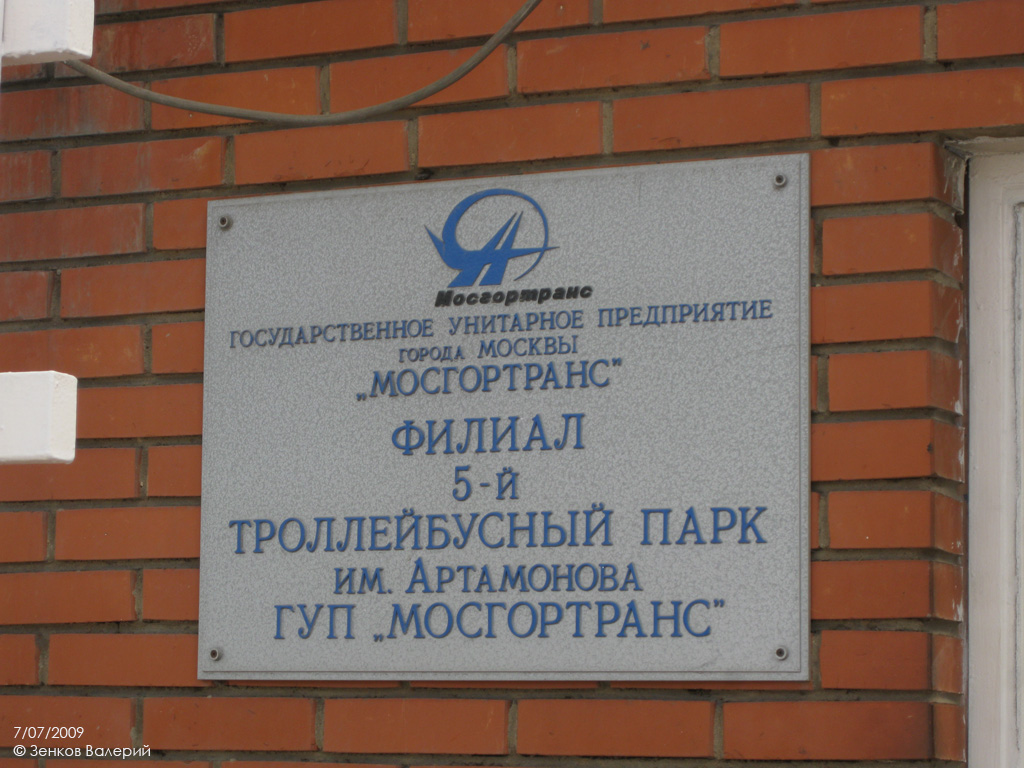 Мосгортранс
ГОСУДАРСТВЕННОЕ УНИТАРНОЕ ПРЕДПРИЯТИЕ
ГОРОДА МОСКВЫ
„МОСГОРТРАНС"
ФИЛИАЛ
5-й
ТРОЛЛЕЙБУСНЫЙ ПАРК
ИМ. АРТАМОНОВА
ГУП „МОСГОРТРАНС"
7/07/2009
© Зенков Валерий